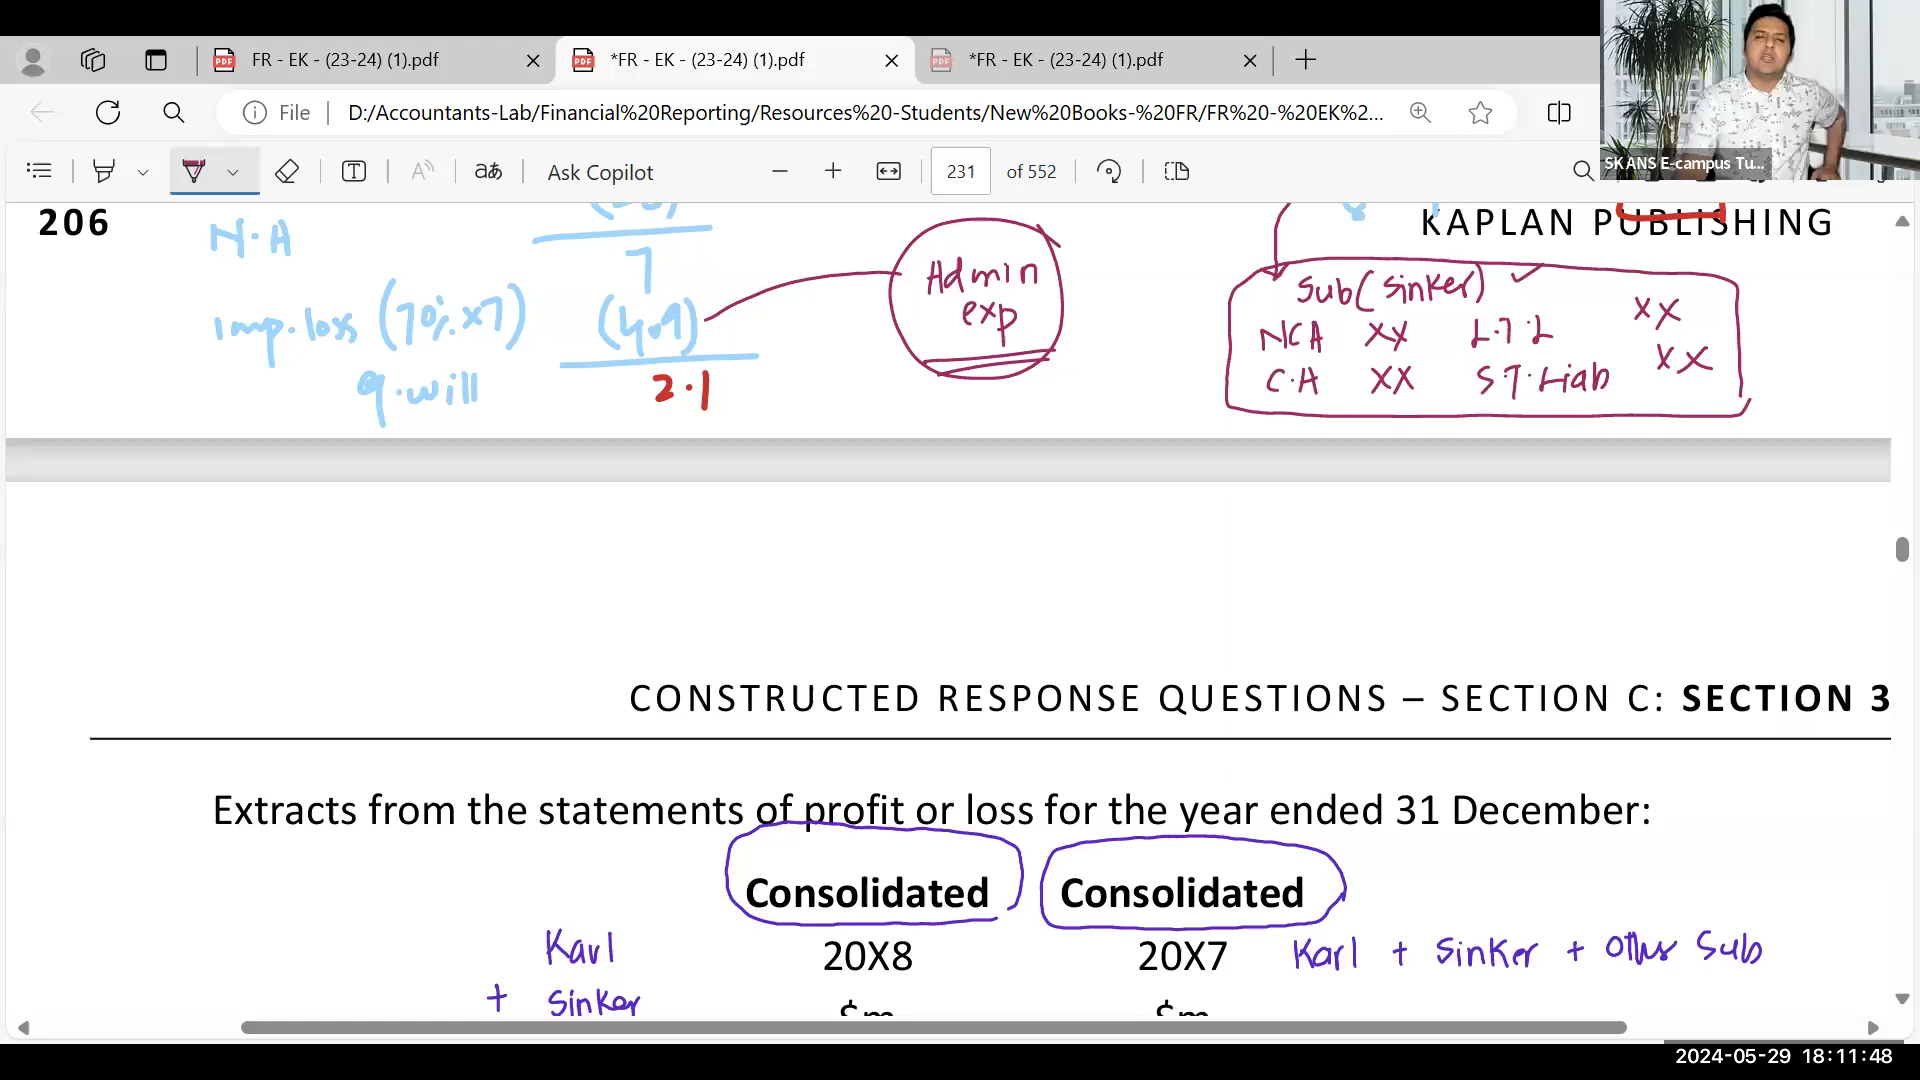 FR - EK - (23-24) (1).pdf
*FR - EK - (23-24) (1).pdf
*FR - EK - (23-24) (1).pdf
File
D:/Accountants-Lab/Financial%20Reporting/Resources%20-Students/New%20Books-%20FR/FR%20-%20EK%2...
Ask Copilot
231 of 552
SKANS E-campus Tu...
206
KAPLAN PUBLISHING
N.A
7
imp.loss (70% x 7) (4.9)
g.will 2.1
Admin
exp
Sub (Sinker)
NCA XX L.T.L XX
C.A XX S.T.Liab XX
CONSTRUCTED RESPONSE QUESTIONS – SECTION C: SECTION 3
Extracts from the statements of profit or loss for the year ended 31 December:
Consolidated Consolidated
Karl 20X8 20X7 Karl + Sinker + Other Sub
+ Sinker $m $m
2024-05-29 18:11:48